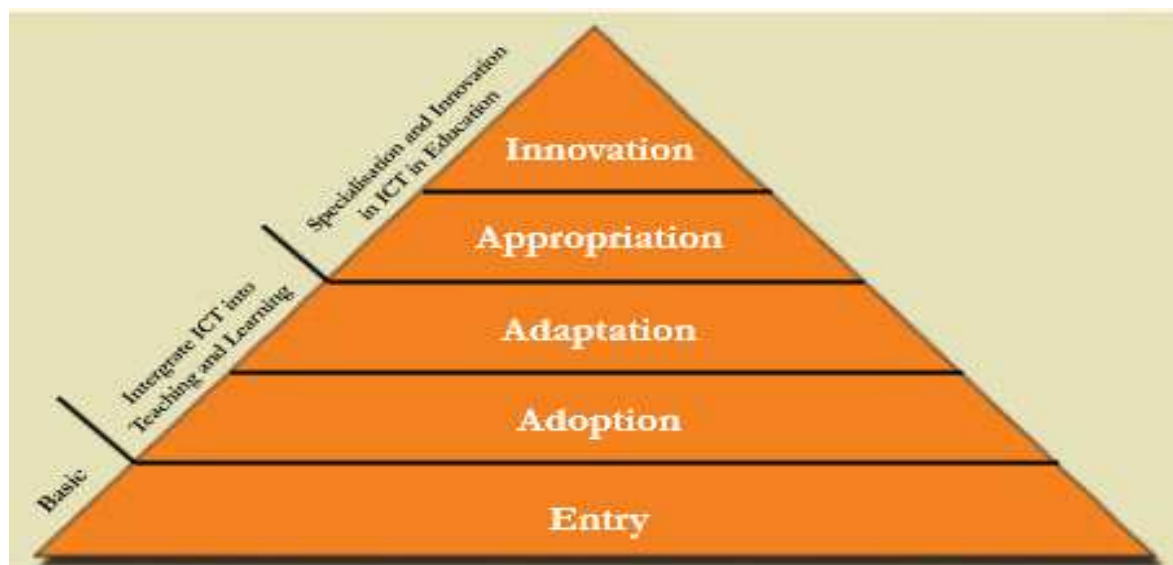 Specialisation and Innovation
in ICT in Education
Innovation
Appropriation
Intergrate ICT into
Teaching and Learning
Adaptation
Adoption
Basic
Entry